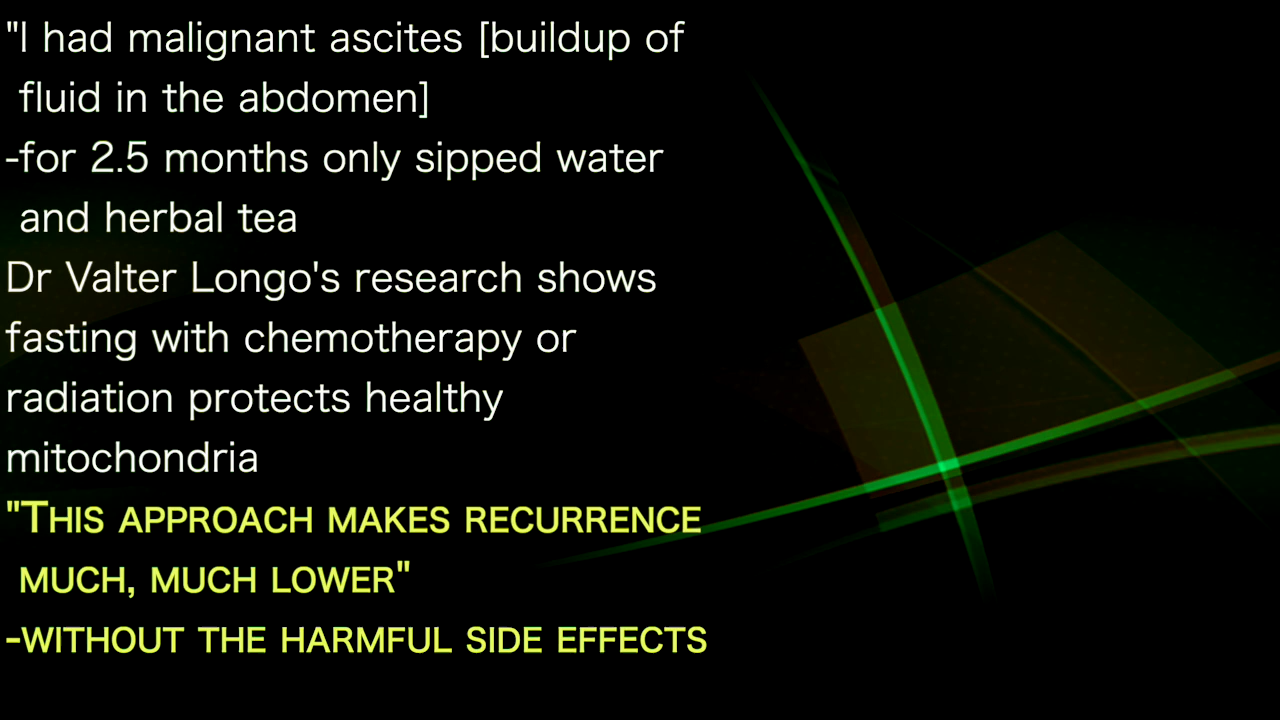 "I had malignant ascites [buildup of
fluid in the abdomen]
-for 2.5 months only sipped water
and herbal tea
Dr Valter Longo's research shows
fasting with chemotherapy or
radiation protects healthy
mitochondria
"THIS APPROACH MAKES RECURRENCE
MUCH, MUCH LOWER"
-WITHOUT THE HARMFUL SIDE EFFECTS